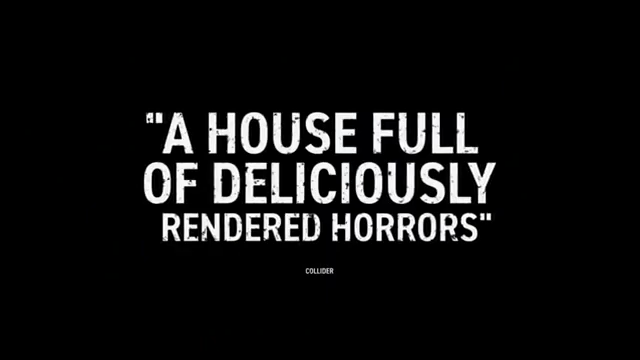 "A HOUSE FULL
OF DELICIOUSLY
RENDERED HORRORS"
COLLIDER